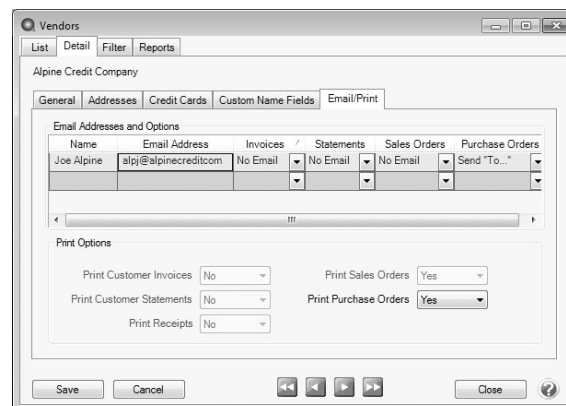 Vendors
List Detail Filter Reports
Alpine Credit Company
General Addresses Credit Cards Custom Name Fields Email/Print
Email Addresses and Options
Name Email Address Invoices Statements Sales Orders Purchase Orders
Joe Alpine alpj@alpinecreditcom No Email No Email No Email Send "To..."
Print Options
Print Customer Invoices No Print Sales Orders Yes
Print Customer Statements No Print Purchase Orders Yes
Print Receipts No
Save Cancel Close ?